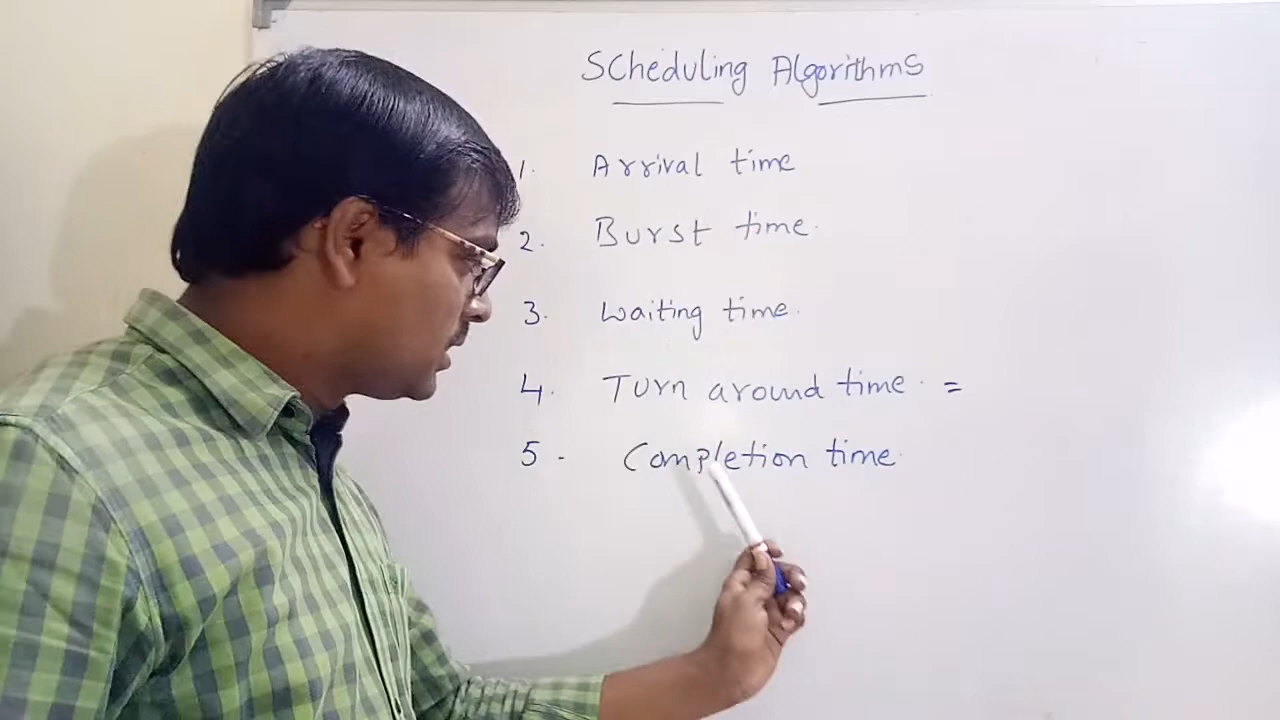 Scheduling Algorithms
1. Arrival time
2. Burst time.
3. Waiting time.
4. Turn around time. =
5. Completion time.